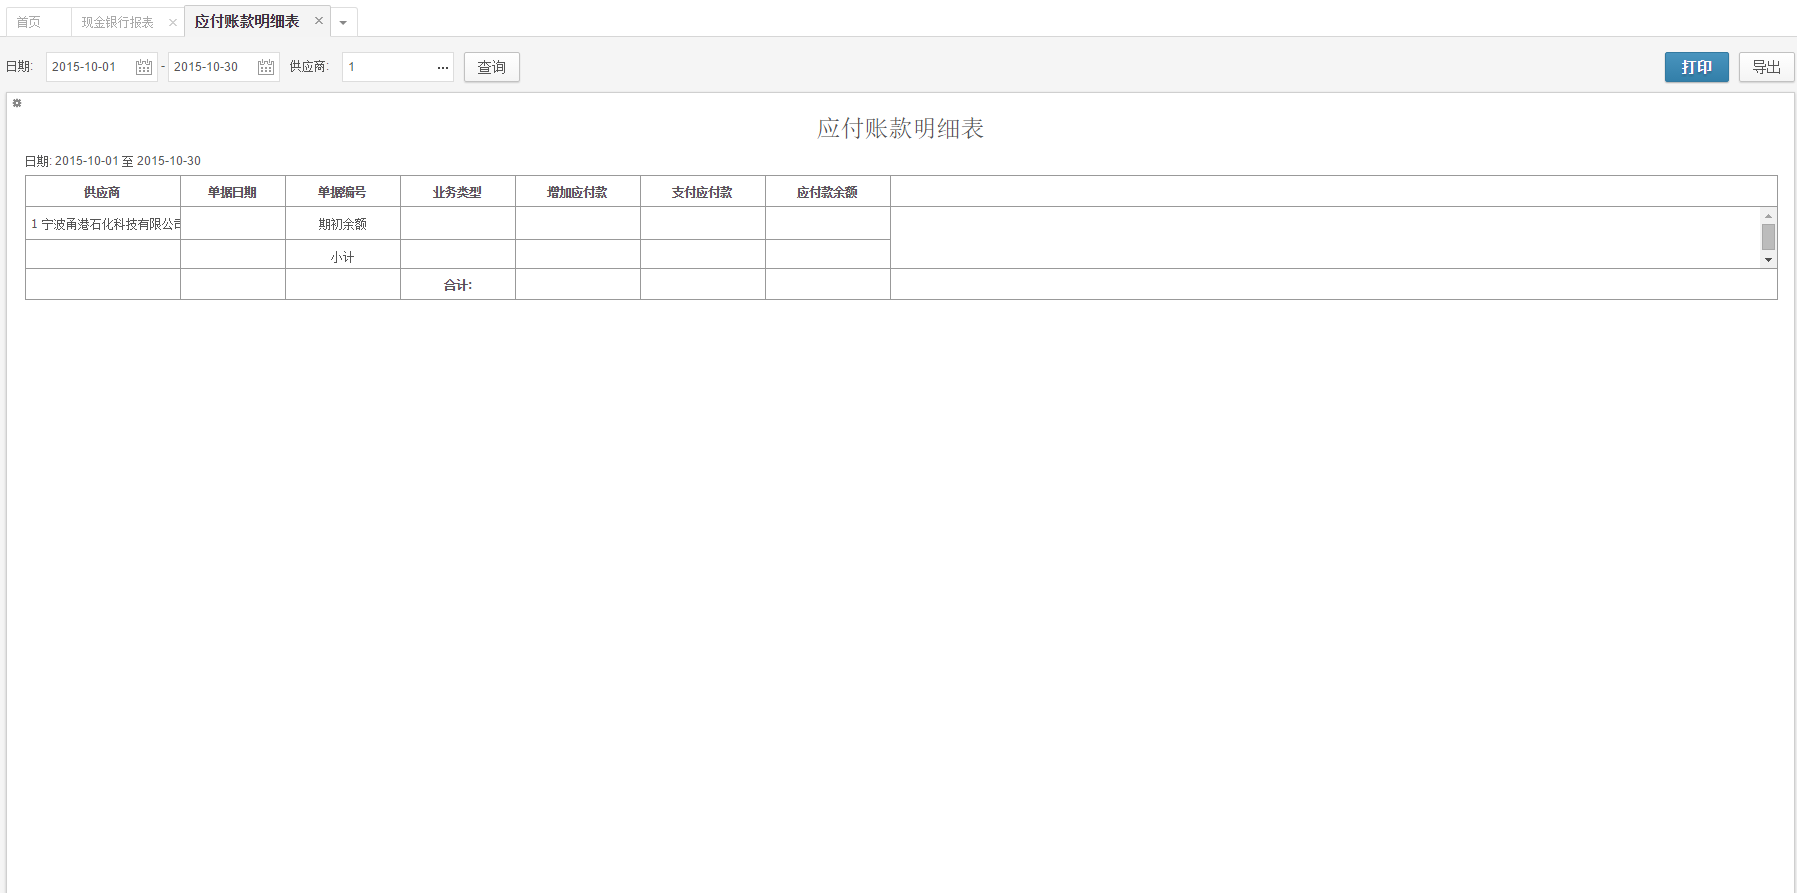 首页 现金银行报表 × 应付账款明细表 ×
日期: 2015-10-01 - 2015-10-30 供应商: 1 ... 查询 打印 导出
应付账款明细表
日期: 2015-10-01 至 2015-10-30
供应商 单据日期 单据编号 业务类型 增加应付款 支付应付款 应付款余额
1 宁波甬港石化科技有限公司 期初余额
小计
合计: